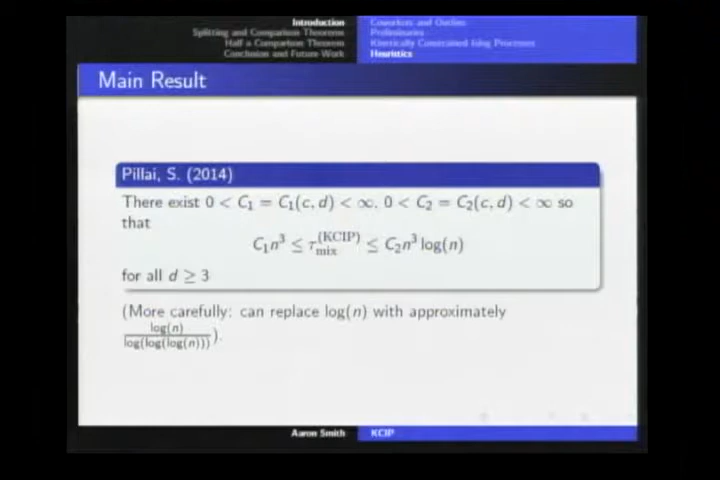 Introduction
Splitting and Comparison Theorems
Half a Comparison Theorem
Conclusion and Future Work
Coworkers and Outline
Preliminaries
Kinetically Constrained Ising Processes
Heuristics
Main Result
Pillai, S. (2014)
There exist 0 < C₁ = C₁(c, d) < ∞, 0 < C₂ = C₂(c, d) < ∞ so
that
C₁n³ ≤ τ_mix^(KCIP) ≤ C₂n³ log(n)
for all d ≥ 3
(More carefully: can replace log(n) with approximately
log(n)/log(log(log(n)))).
Aaron Smith
KCIP